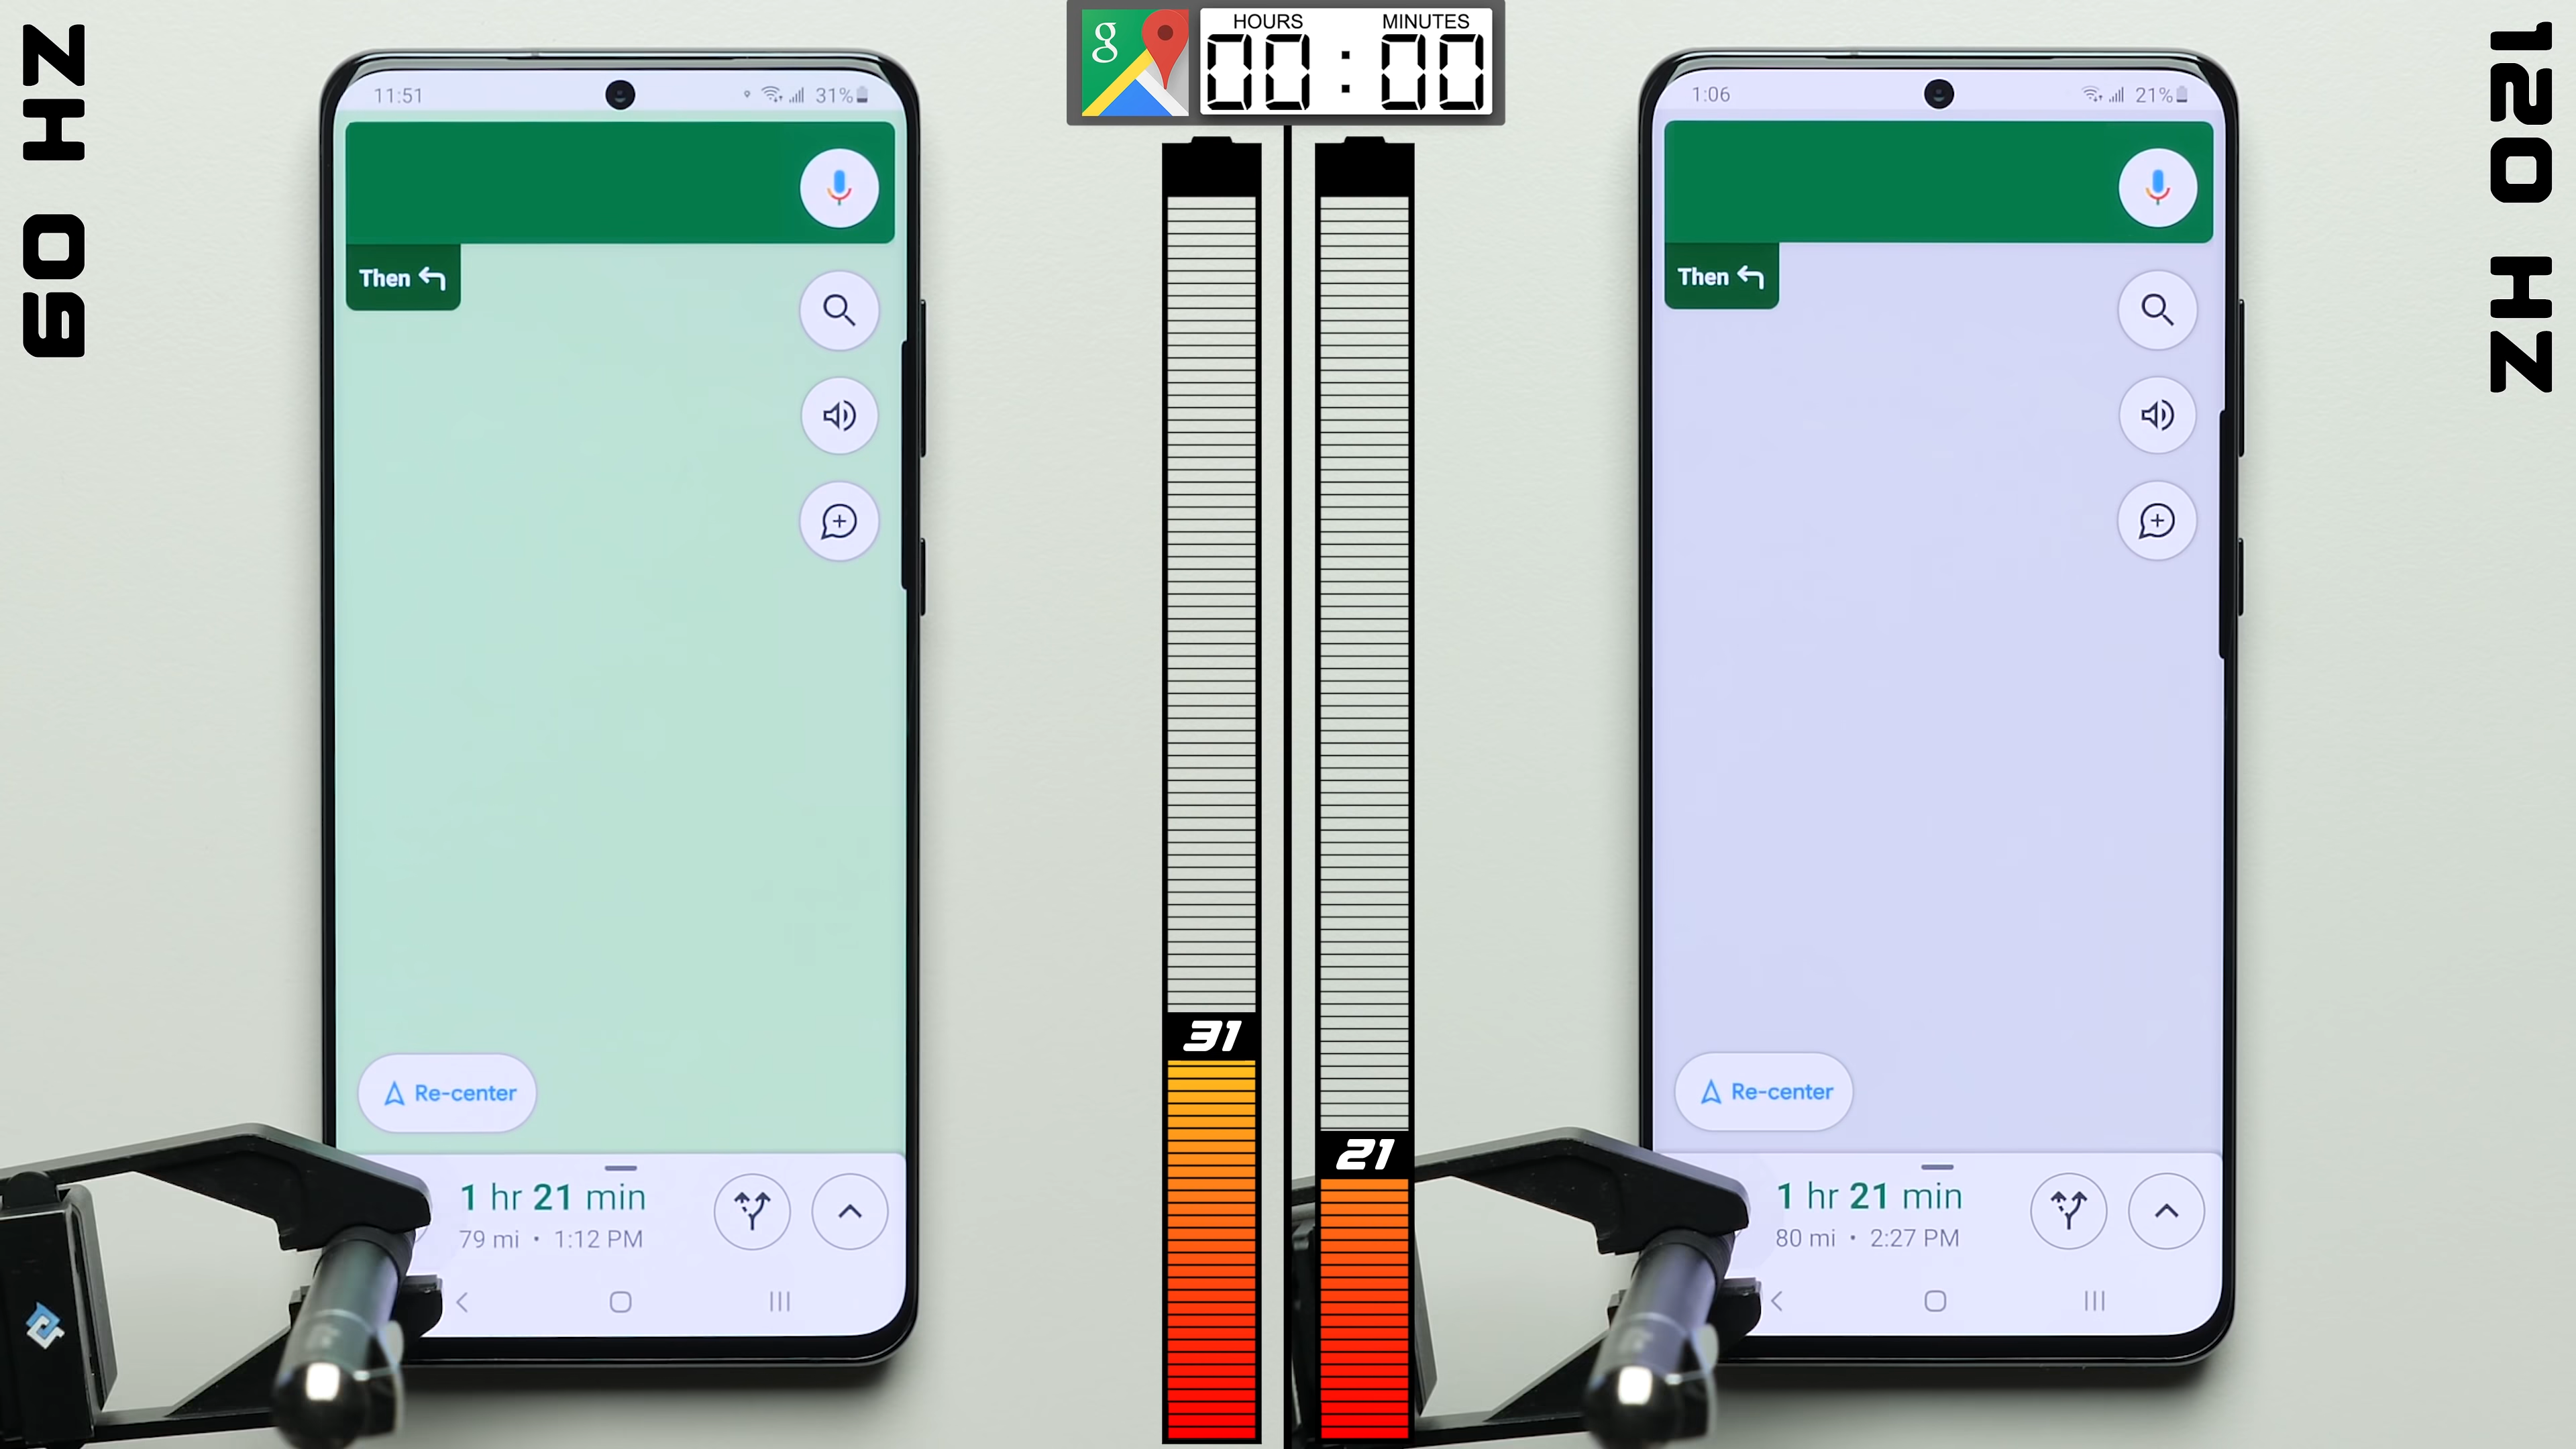 60 HZ
g
HOURS MINUTES
00:00
120 HZ
11:51
31%
Then
Re-center
1 hr 21 min
79 mi • 1:12 PM
31
21
1:06
21%
Then
Re-center
1 hr 21 min
80 mi • 2:27 PM